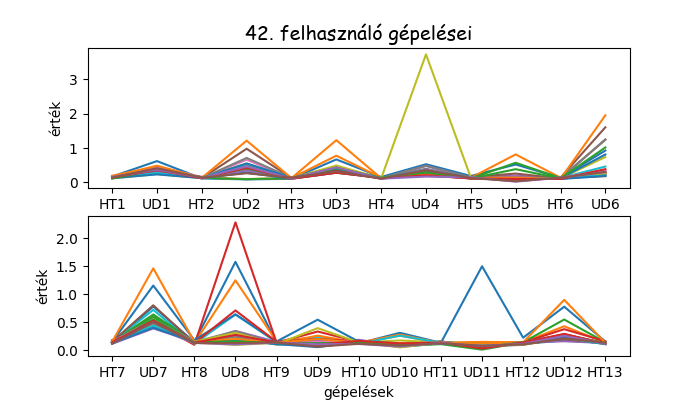 42. felhasználó gépelései
érték
3
2
1
0
HT1 UD1 HT2 UD2 HT3 UD3 HT4 UD4 HT5 UD5 HT6 UD6
érték
2.0
1.5
1.0
0.5
0.0
HT7 UD7 HT8 UD8 HT9 UD9 HT10 UD10 HT11 UD11 HT12 UD12 HT13
gépelések